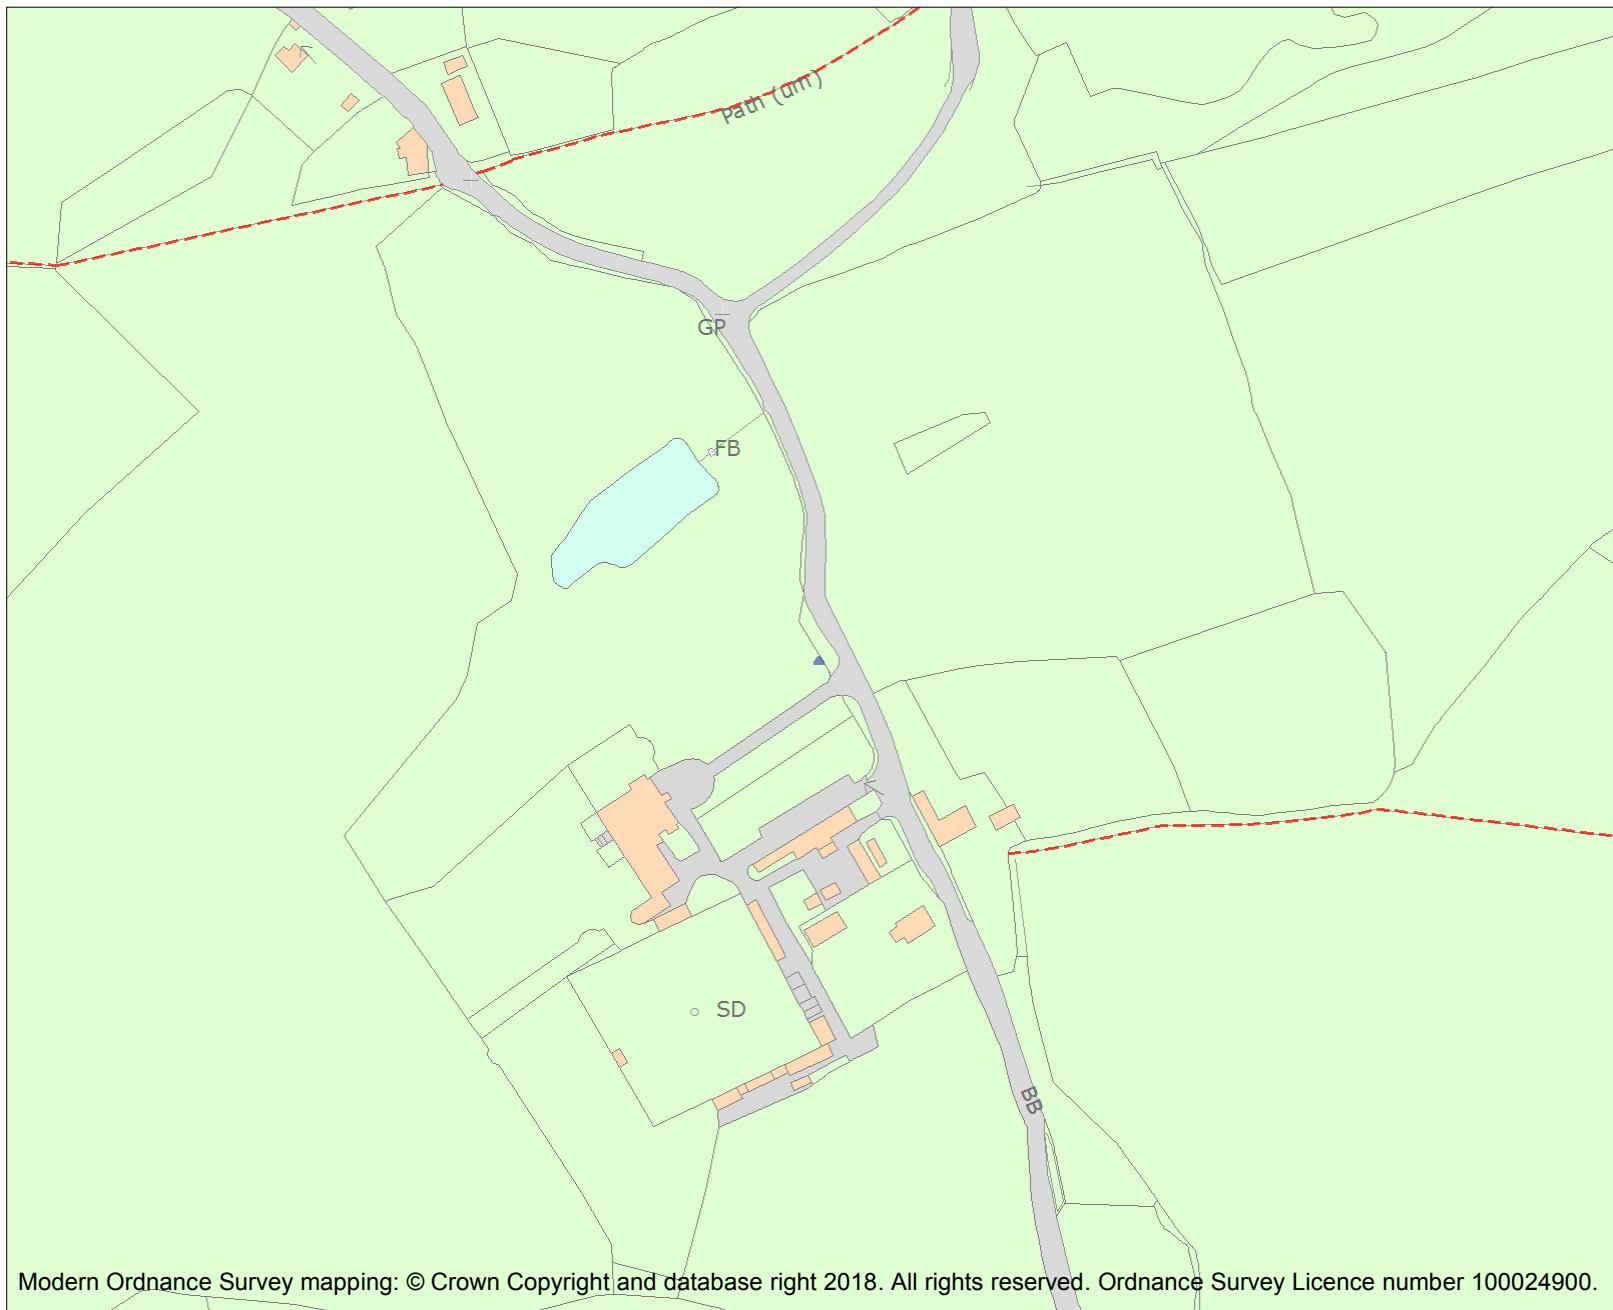 Path (um)
GP
FB
SD
BB
Modern Ordnance Survey mapping: © Crown Copyright and database right 2018. All rights reserved. Ordnance Survey Licence number 100024900.